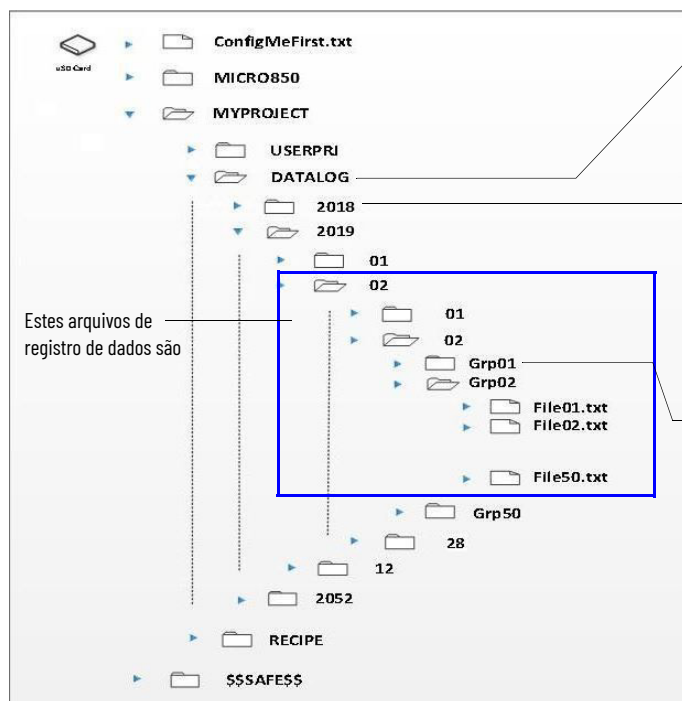 ConfigMeFirst.txt
uSD Card
MICRO850
MYPROJECT
USERPRJ
DATALOG
2018
2019
01
02
01
Estes arquivos de
registro de dados são
02
Grp01
Grp02
File01.txt
File02.txt
File50.txt
Grp50
28
12
2052
RECIPE
$$SAFE$$